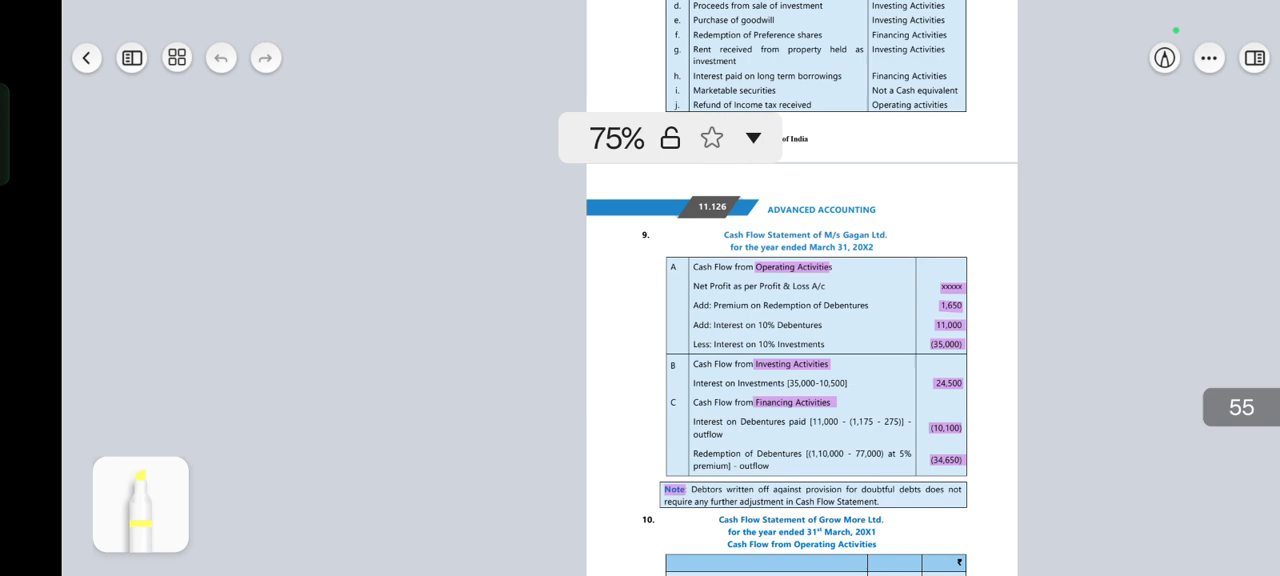 d. Proceeds from sale of investment Investing Activities
e. Purchase of goodwill Investing Activities
f. Redemption of Preference shares Financing Activities
g. Rent received from property held as Investing Activities
investment
h. Interest paid on long term borrowings Financing Activities
i. Marketable securities Not a Cash equivalent
j. Refund of Income tax received Operating activities
75%
of India
11.126 ADVANCED ACCOUNTING
9. Cash Flow Statement of M/s Gagan Ltd.
for the year ended March 31, 20X2
A Cash Flow from Operating Activities
Net Profit as per Profit & Loss A/c xxxxx
Add: Premium on Redemption of Debentures 1,650
Add: Interest on 10% Debentures 11,000
Less: Interest on 10% Investments (35,000)
B Cash Flow from Investing Activities
Interest on Investments [35,000-10,500] 24,500
C Cash Flow from Financing Activities
Interest on Debentures paid [11,000 - (1,175 - 275)] - (10,100)
outflow
Redemption of Debentures [(1,10,000 - 77,000) at 5% (34,650)
premium] - outflow
Note Debtors written off against provision for doubtful debts does not
require any further adjustment in Cash Flow Statement.
10. Cash Flow Statement of Grow More Ltd.
for the year ended 31st March, 20X1
Cash Flow from Operating Activities
₹
55